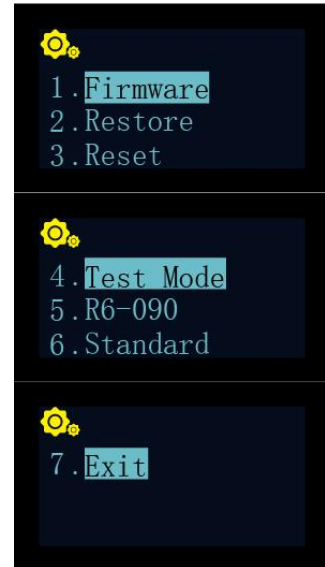 1.Firmware
2.Restore
3.Reset
4.Test Mode
5.R6-090
6.Standard
7.Exit